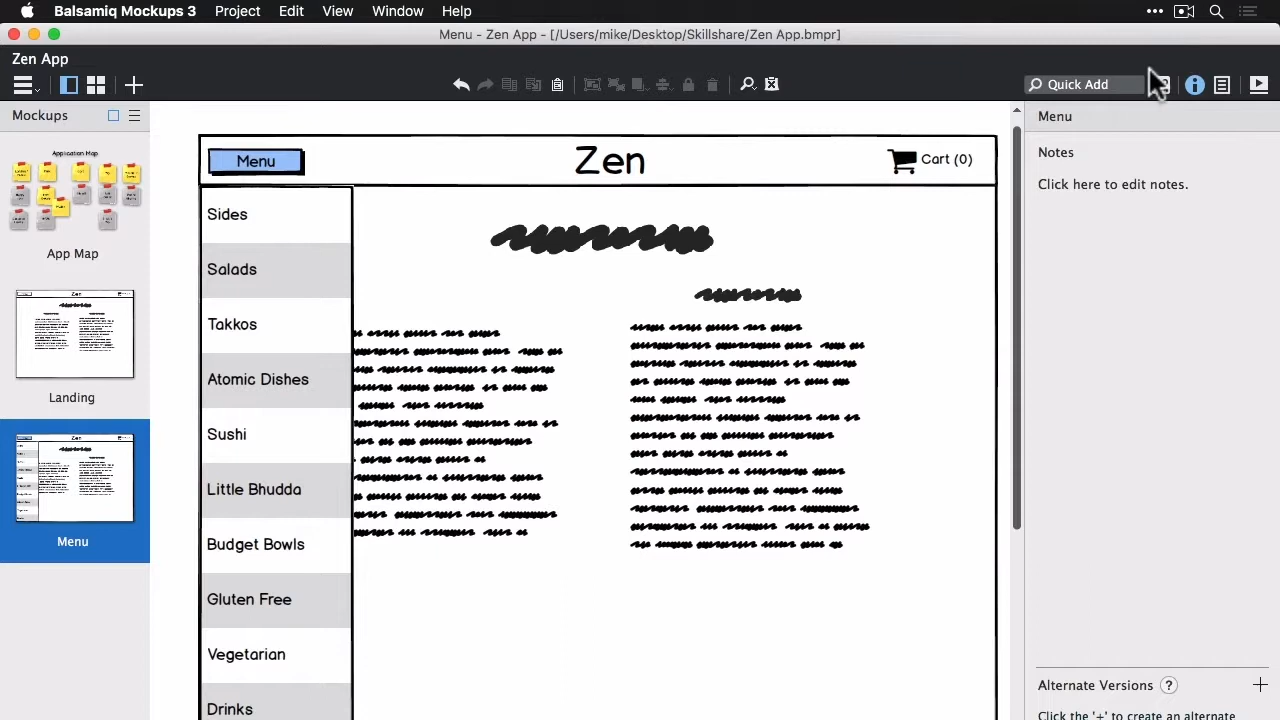 Balsamiq Mockups 3 Project Edit View Window Help
Menu - Zen App - [/Users/mike/Desktop/Skillshare/Zen App.bmpr]
Zen App
Quick Add
Mockups
Application Map
App Map
Landing
Menu
Menu
Zen
Cart (0)
Sides
Salads
Takkos
Atomic Dishes
Sushi
Little Bhudda
Budget Bowls
Gluten Free
Vegetarian
Drinks
Menu
Notes
Click here to edit notes.
Alternate Versions ?
Click the '+' to create an alternate